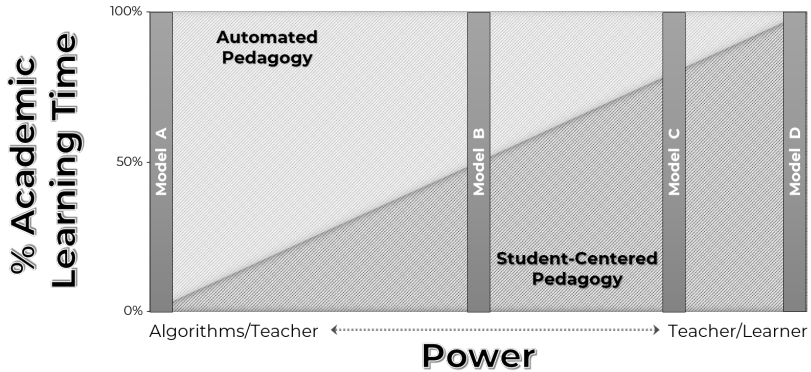 % Academic
Learning Time
100%
50%
0%
Automated
Pedagogy
Student-Centered
Pedagogy
Model A
Model B
Model C
Model D
Algorithms/Teacher
Teacher/Learner
Power